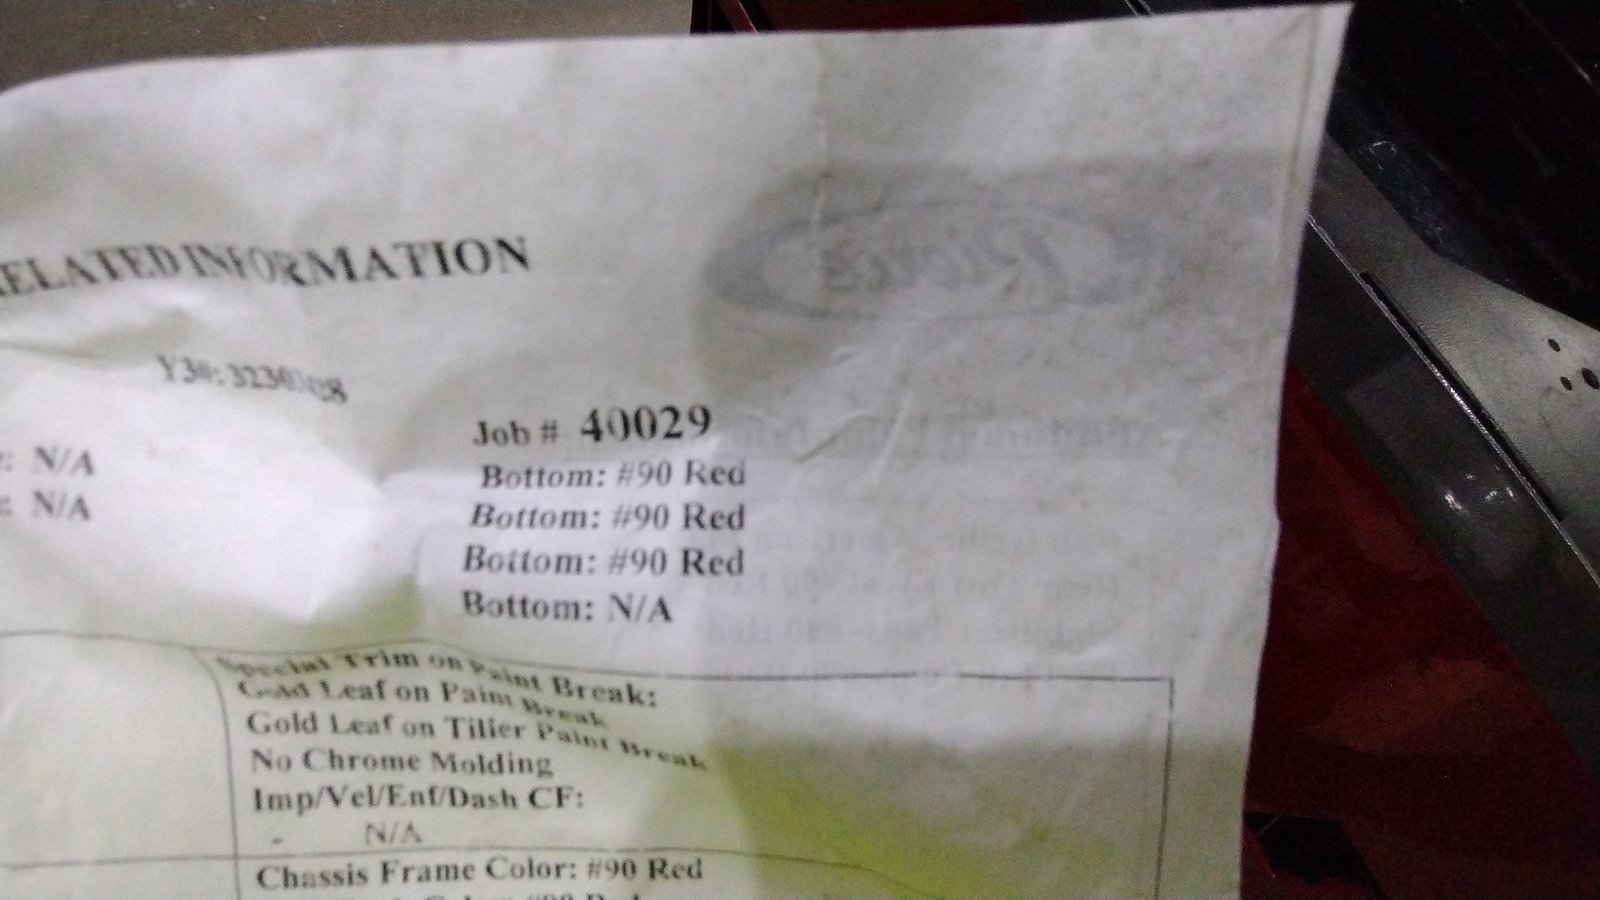 RELATED INFORMATION
Job # 40029
: N/A
Bottom: #90 Red
: N/A
Bottom: #90 Red
Bottom: #90 Red
Bottom: N/A
Special Trim on Paint Break:
Gold Leaf on Paint Break
Gold Leaf on Tiller Paint Break
No Chrome Molding
Imp/Vel/Enf/Dash CF:
- N/A
Chassis Frame Color: #90 Red